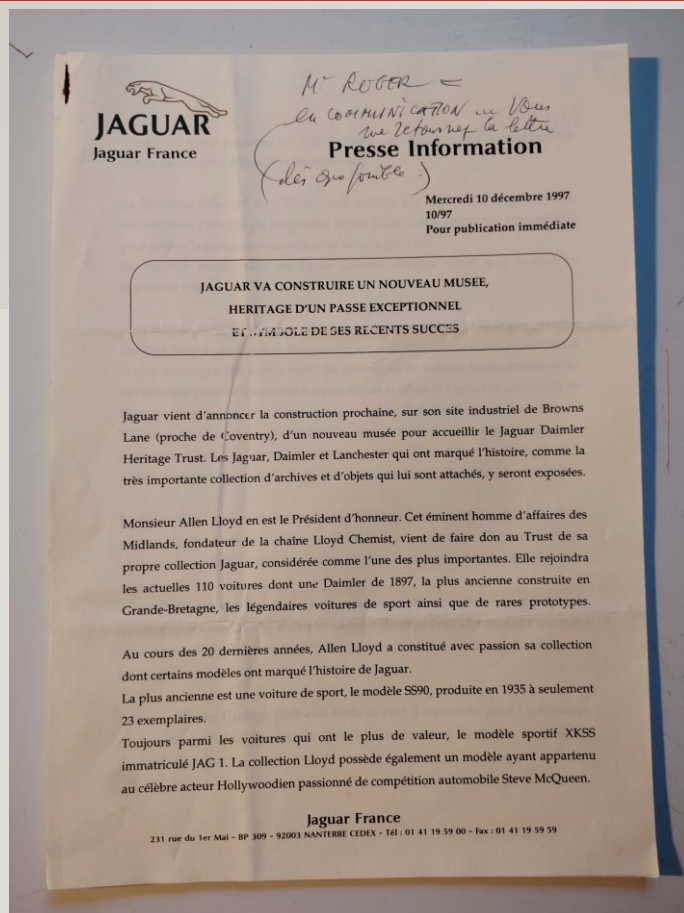 JAGUAR
Jaguar France
Mr ROGER =
en COMMUNICATION
Vous
me retourner la lettre
(dès que possible.)
Presse Information
Mercredi 10 décembre 1997
10/97
Pour publication immédiate
JAGUAR VA CONSTRUIRE UN NOUVEAU MUSEE,
HERITAGE D'UN PASSE EXCEPTIONNEL
DE SES RECENTS SUCCES
Jaguar vient d'annoncer la construction prochaine, sur son site industriel de Browns
Lane (proche de Coventry), d'un nouveau musée pour accueillir le Jaguar Daimler
Heritage Trust. Les Jaguar, Daimler et Lanchester qui ont marqué l'histoire, comme la
très importante collection d'archives et d'objets qui lui sont attachés, y seront exposées.
Monsieur Allen Lloyd en est le Président d'honneur. Cet éminent homme d'affaires des
Midlands, fondateur de la chaîne Lloyd Chemist, vient de faire don au Trust de sa
propre collection Jaguar, considérée comme l'une des plus importantes. Elle rejoindra
les actuelles 110 voitures dont une Daimler de 1897, la plus ancienne construite en
Grande-Bretagne, les légendaires voitures de sport ainsi que de rares prototypes.
Au cours des 20 dernières années, Allen Lloyd a constitué avec passion sa collection
dont certains modèles ont marqué l'histoire de Jaguar.
La plus ancienne est une voiture de sport, le modèle SS90, produite en 1935 à seulement
23 exemplaires.
Toujours parmi les voitures qui ont le plus de valeur, le modèle sportif XKSS
immatriculé JAG 1. La collection Lloyd possède également un modèle ayant appartenu
au célèbre acteur Hollywoodien passionné de compétition automobile Steve McQueen.
Jaguar France
231 rue du 1er Mai - BP 309 - 92003 NANTERRE CEDEX - Tél : 01 41 19 59 00 - Fax : 01 41 19 59 59